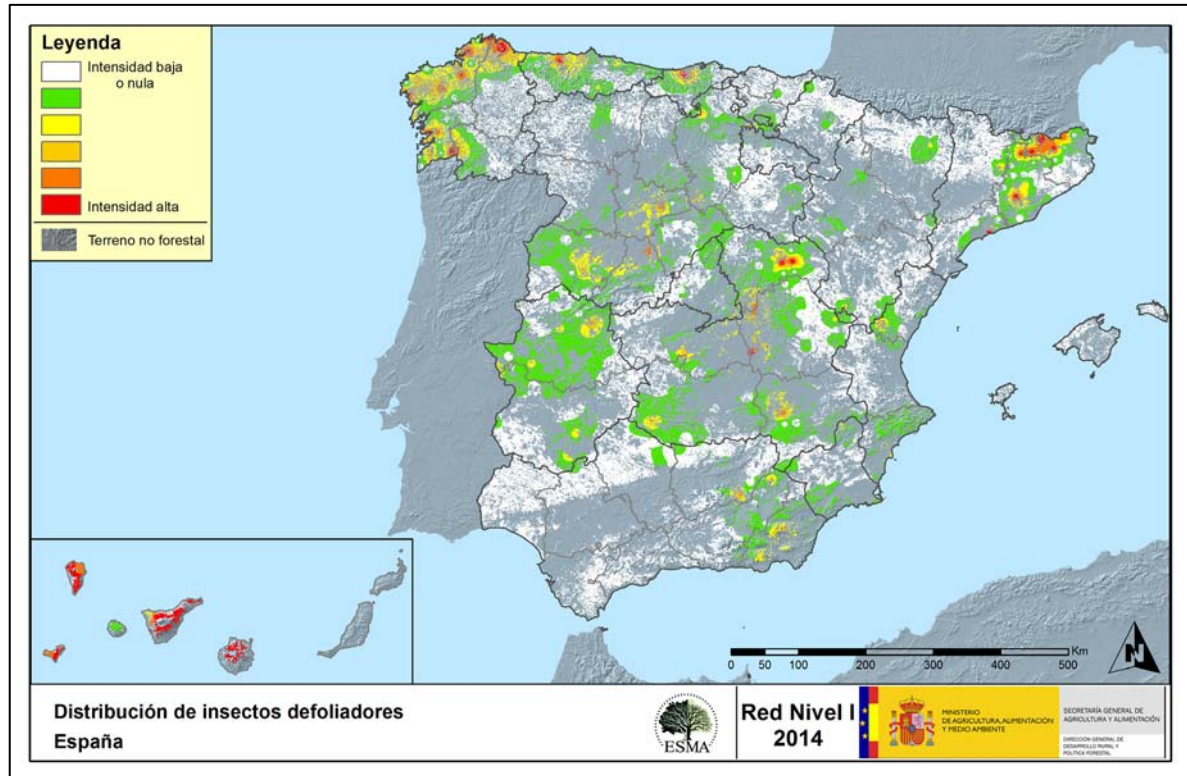 Leyenda
Intensidad baja
o nula
Intensidad alta
Terreno no forestal
Km
0 50 100 200 300 400 500
N
Distribución de insectos defoliadores
España
ESMA
Red Nivel I
2014
MINISTERIO
DE AGRICULTURA, ALIMENTACIÓN
Y MEDIO AMBIENTE
SECRETARÍA GENERAL DE
AGRICULTURA Y ALIMENTACIÓN
DIRECCIÓN GENERAL DE
DESARROLLO RURAL Y
POLÍTICA FORESTAL